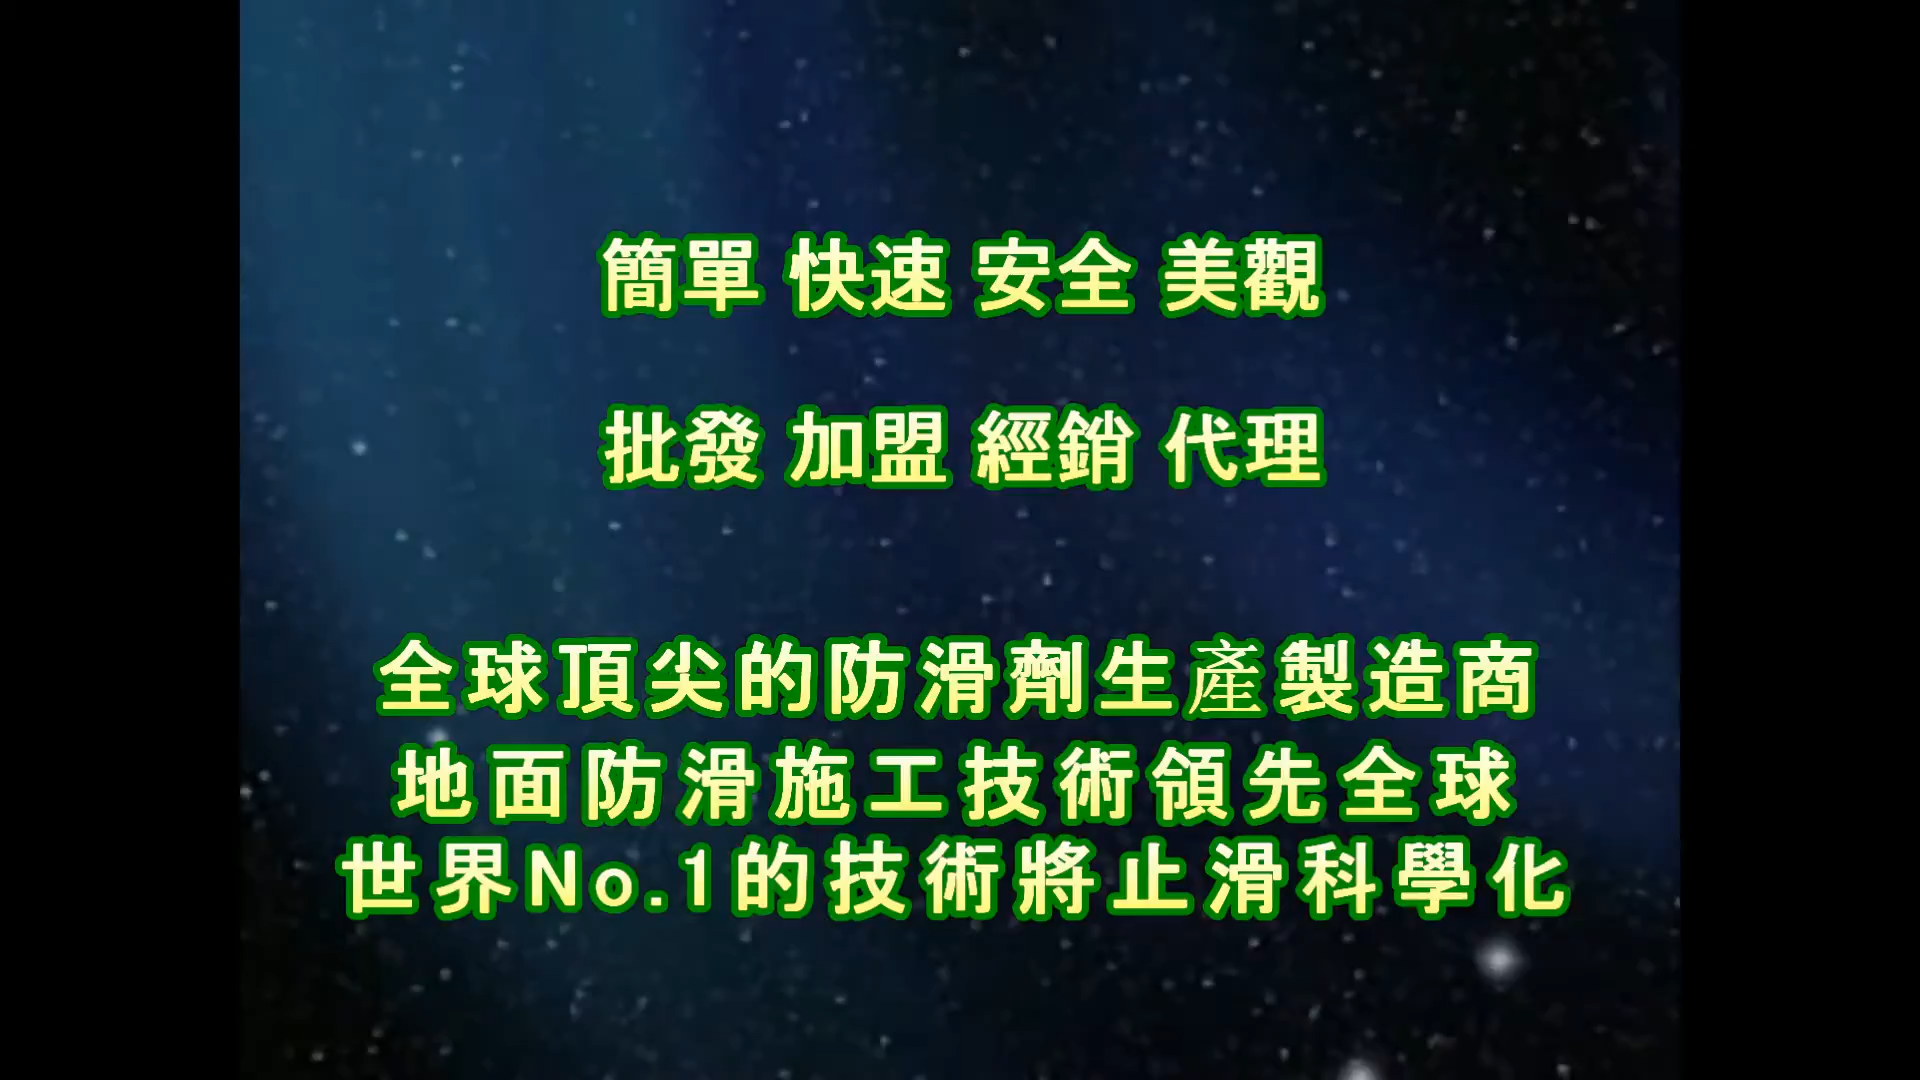 簡單 快速 安全 美觀
批發 加盟 經銷 代理
全球頂尖的防滑劑生產製造商
地面防滑施工技術領先全球
世界No.1的技術將止滑科學化